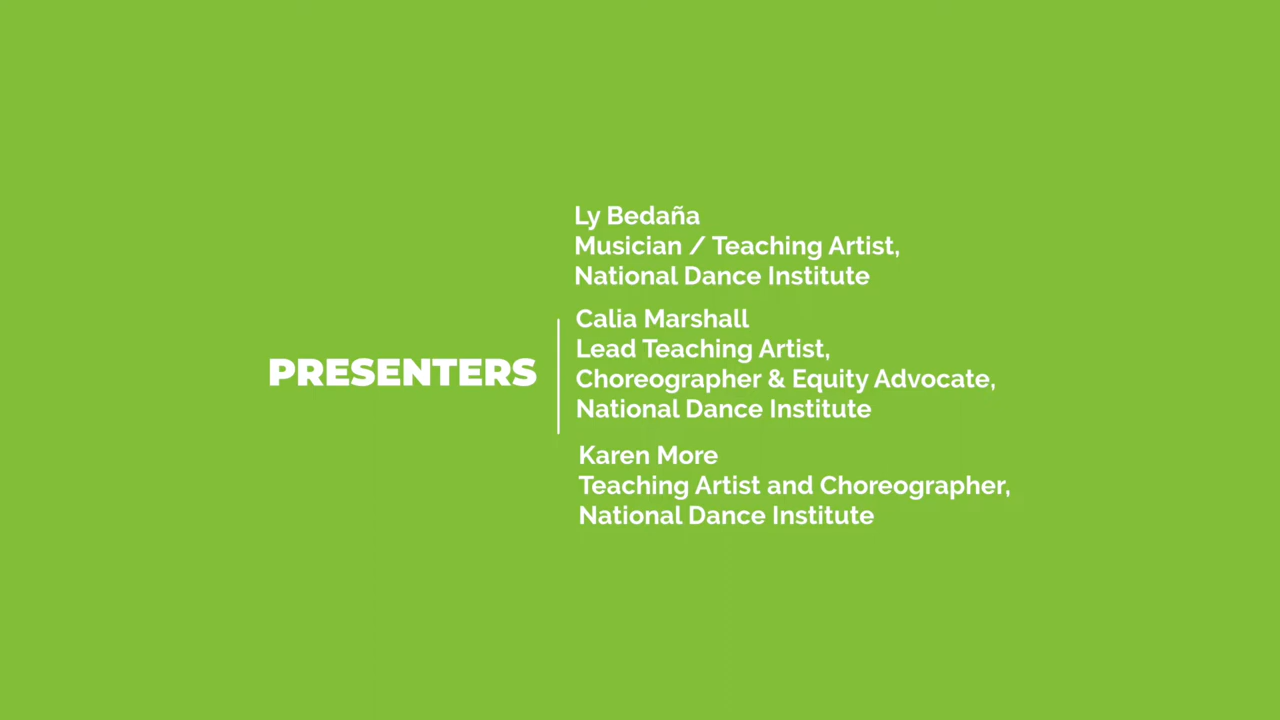 PRESENTERS
Ly Bedaña
Musician / Teaching Artist,
National Dance Institute
Calia Marshall
Lead Teaching Artist,
Choreographer & Equity Advocate,
National Dance Institute
Karen More
Teaching Artist and Choreographer,
National Dance Institute